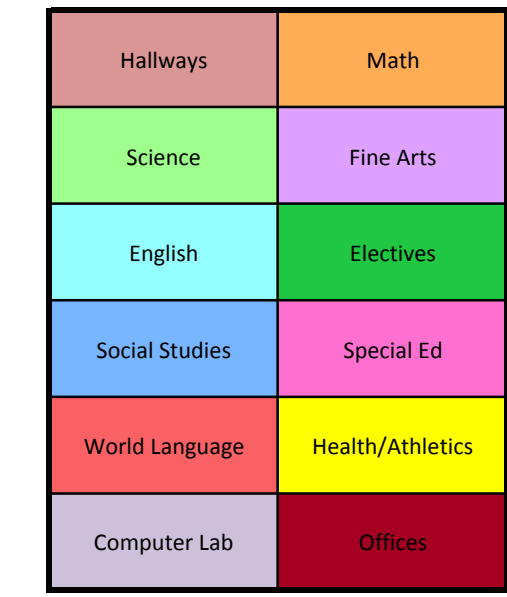 Hallways
Math
Science
Fine Arts
English
Electives
Social Studies
Special Ed
World Language
Health/Athletics
Computer Lab
Offices